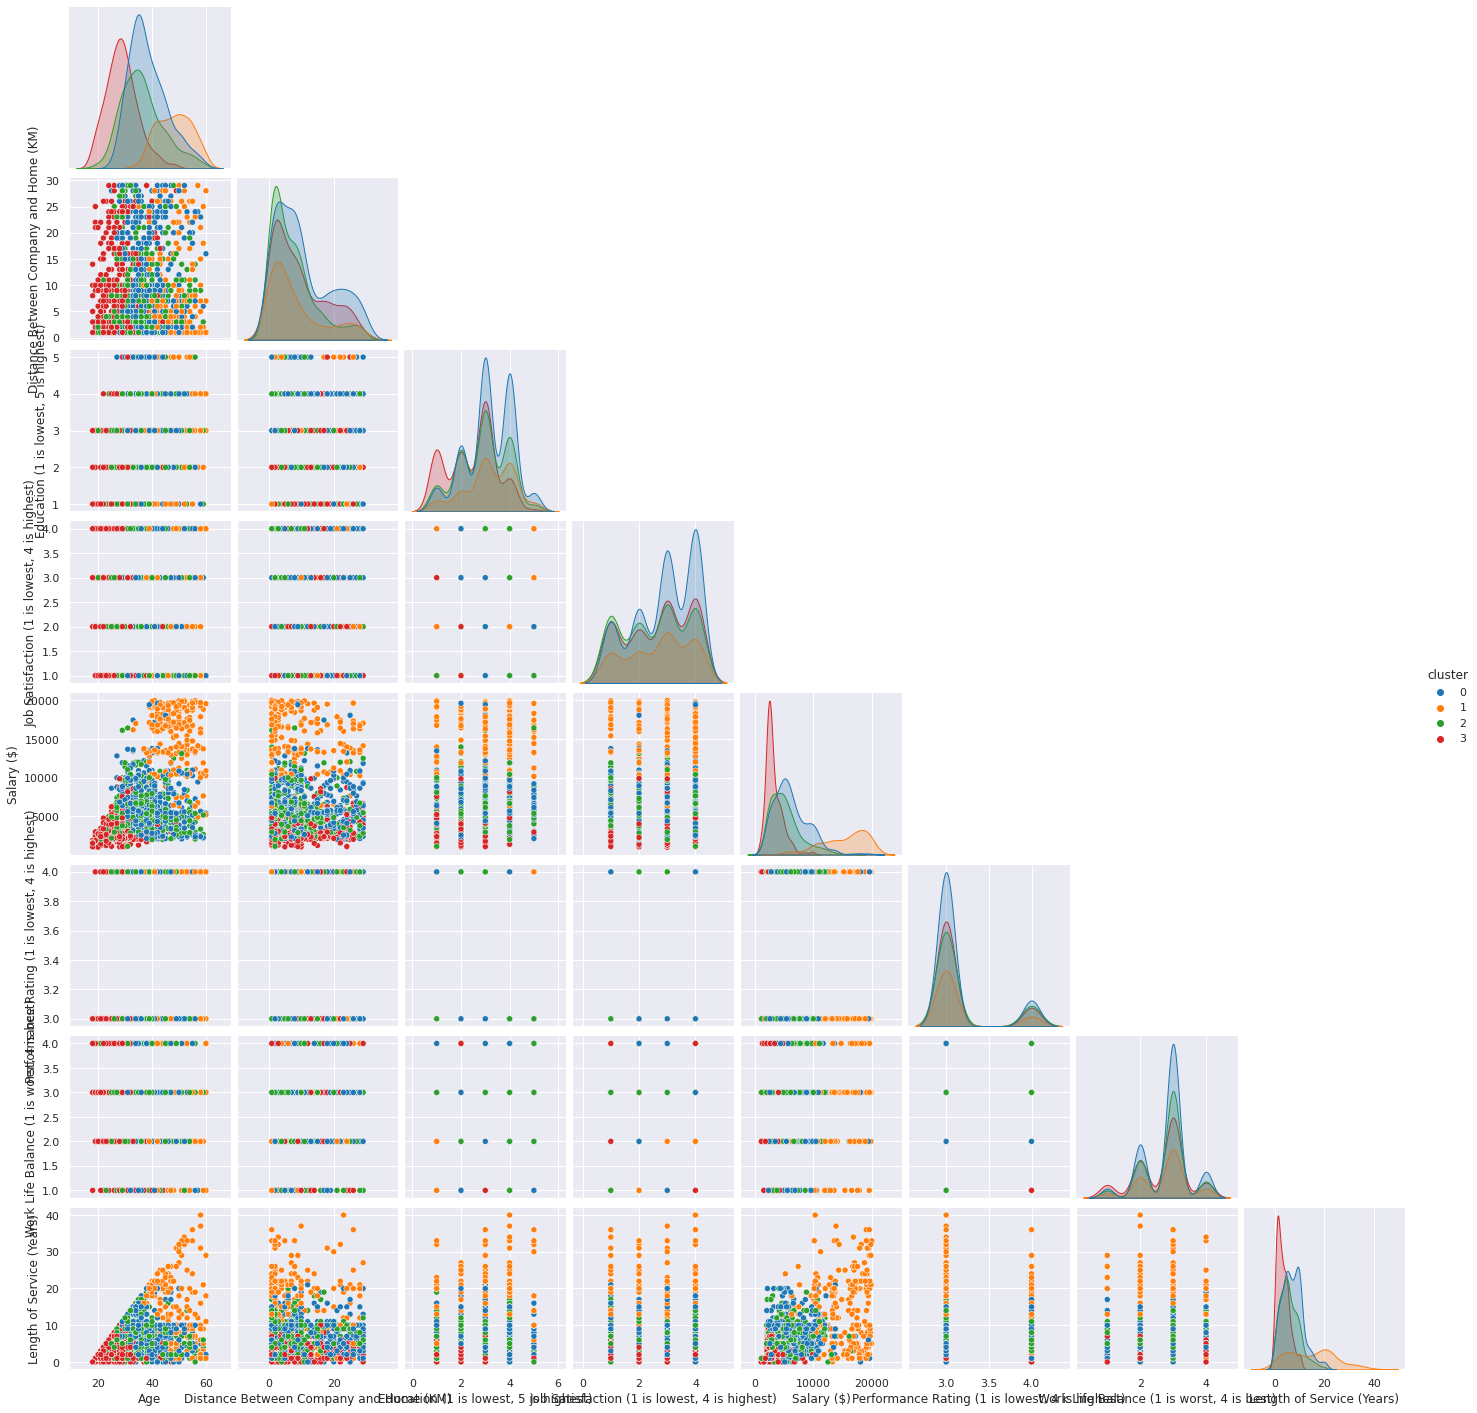 Distance Between Company and Home (KM)
30
25
20
15
10
5
0
Education (1 is lowest, 5 is highest)
5
4
3
2
1
Job Satisfaction (1 is lowest, 4 is highest)
4.0
3.5
3.0
2.5
2.0
1.5
1.0
Salary ($)
20000
15000
10000
5000
cluster
0
1
2
3
Performance Rating (1 is lowest, 4 is highest)
4.0
3.8
3.6
3.4
3.2
3.0
Work Life Balance (1 is worst, 4 is best)
4.0
3.5
3.0
2.5
2.0
1.5
1.0
Length of Service (Years)
40
30
20
10
0
20 40 60
0 20
0 2 4 6
0 2 4
0 10000 20000
3.0 3.5 4.0
2 4
0 20 40
Age
Distance Between Company and Home (KM)
Education (1 is lowest, 5 is highest)
Job Satisfaction (1 is lowest, 4 is highest)
Salary ($)
Performance Rating (1 is lowest, 4 is highest)
Work Life Balance (1 is worst, 4 is best)
Length of Service (Years)